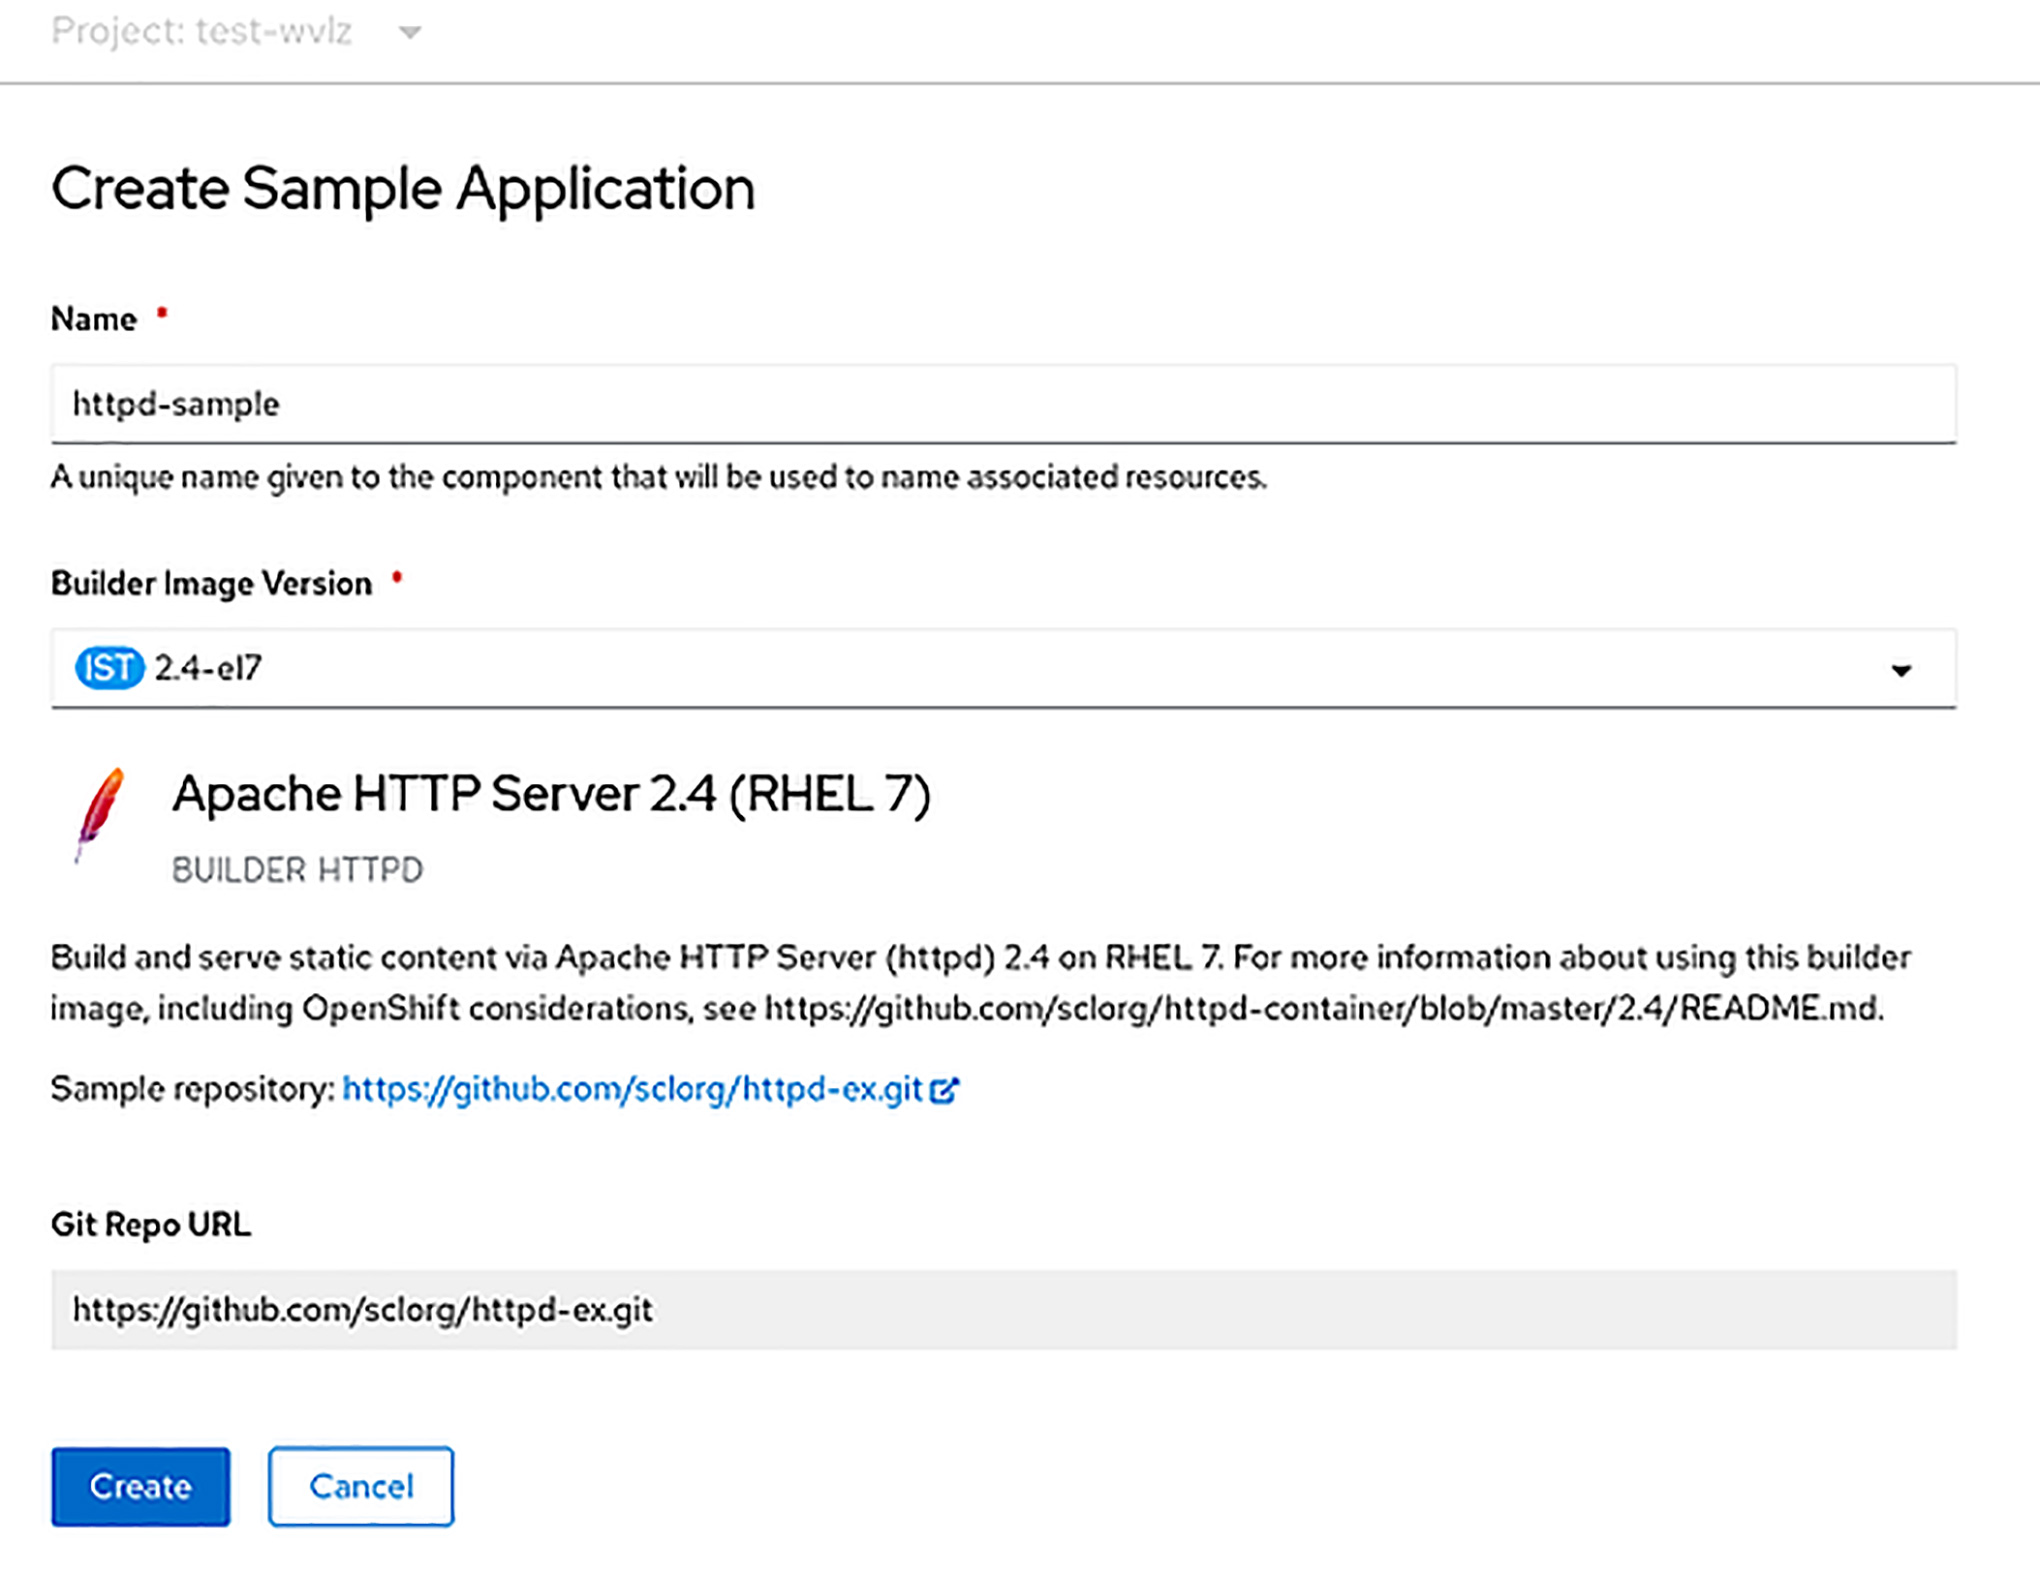 Project: test-wvlz
Create Sample Application
Name *
httpd-sample
A unique name given to the component that will be used to name associated resources.
Builder Image Version *
IST 2.4-el7
Apache HTTP Server 2.4 (RHEL 7)
BUILDER HTTPD
Build and serve static content via Apache HTTP Server (httpd) 2.4 on RHEL 7. For more information about using this builder
image, including OpenShift considerations, see https://github.com/sclorg/httpd-container/blob/master/2.4/README.md.
Sample repository: https://github.com/sclorg/httpd-ex.git
Git Repo URL
https://github.com/sclorg/httpd-ex.git
Create Cancel